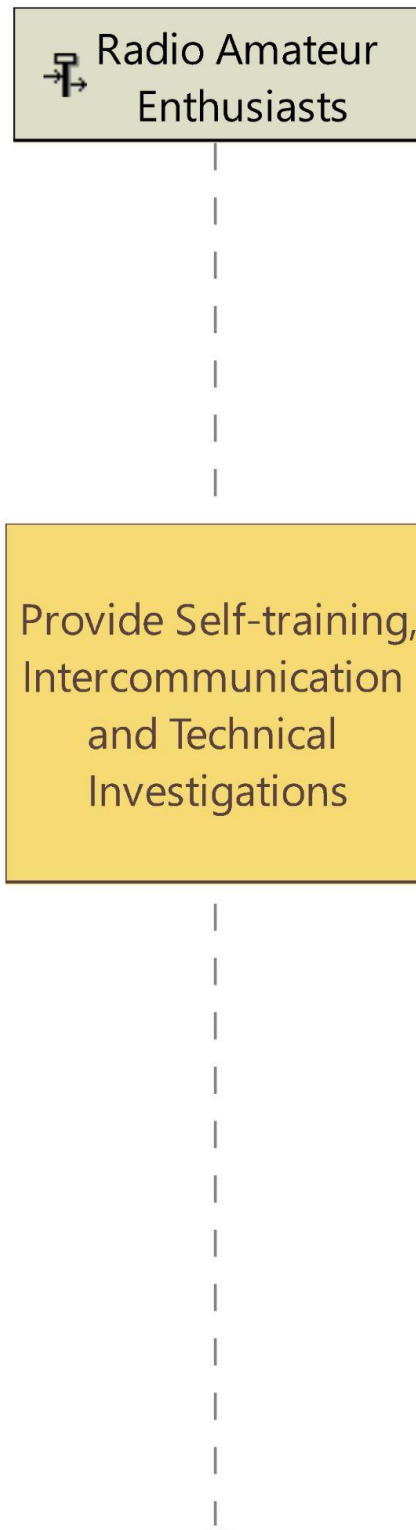 Radio Amateur
Enthusiasts
Provide Self-training,
Intercommunication
and Technical
Investigations